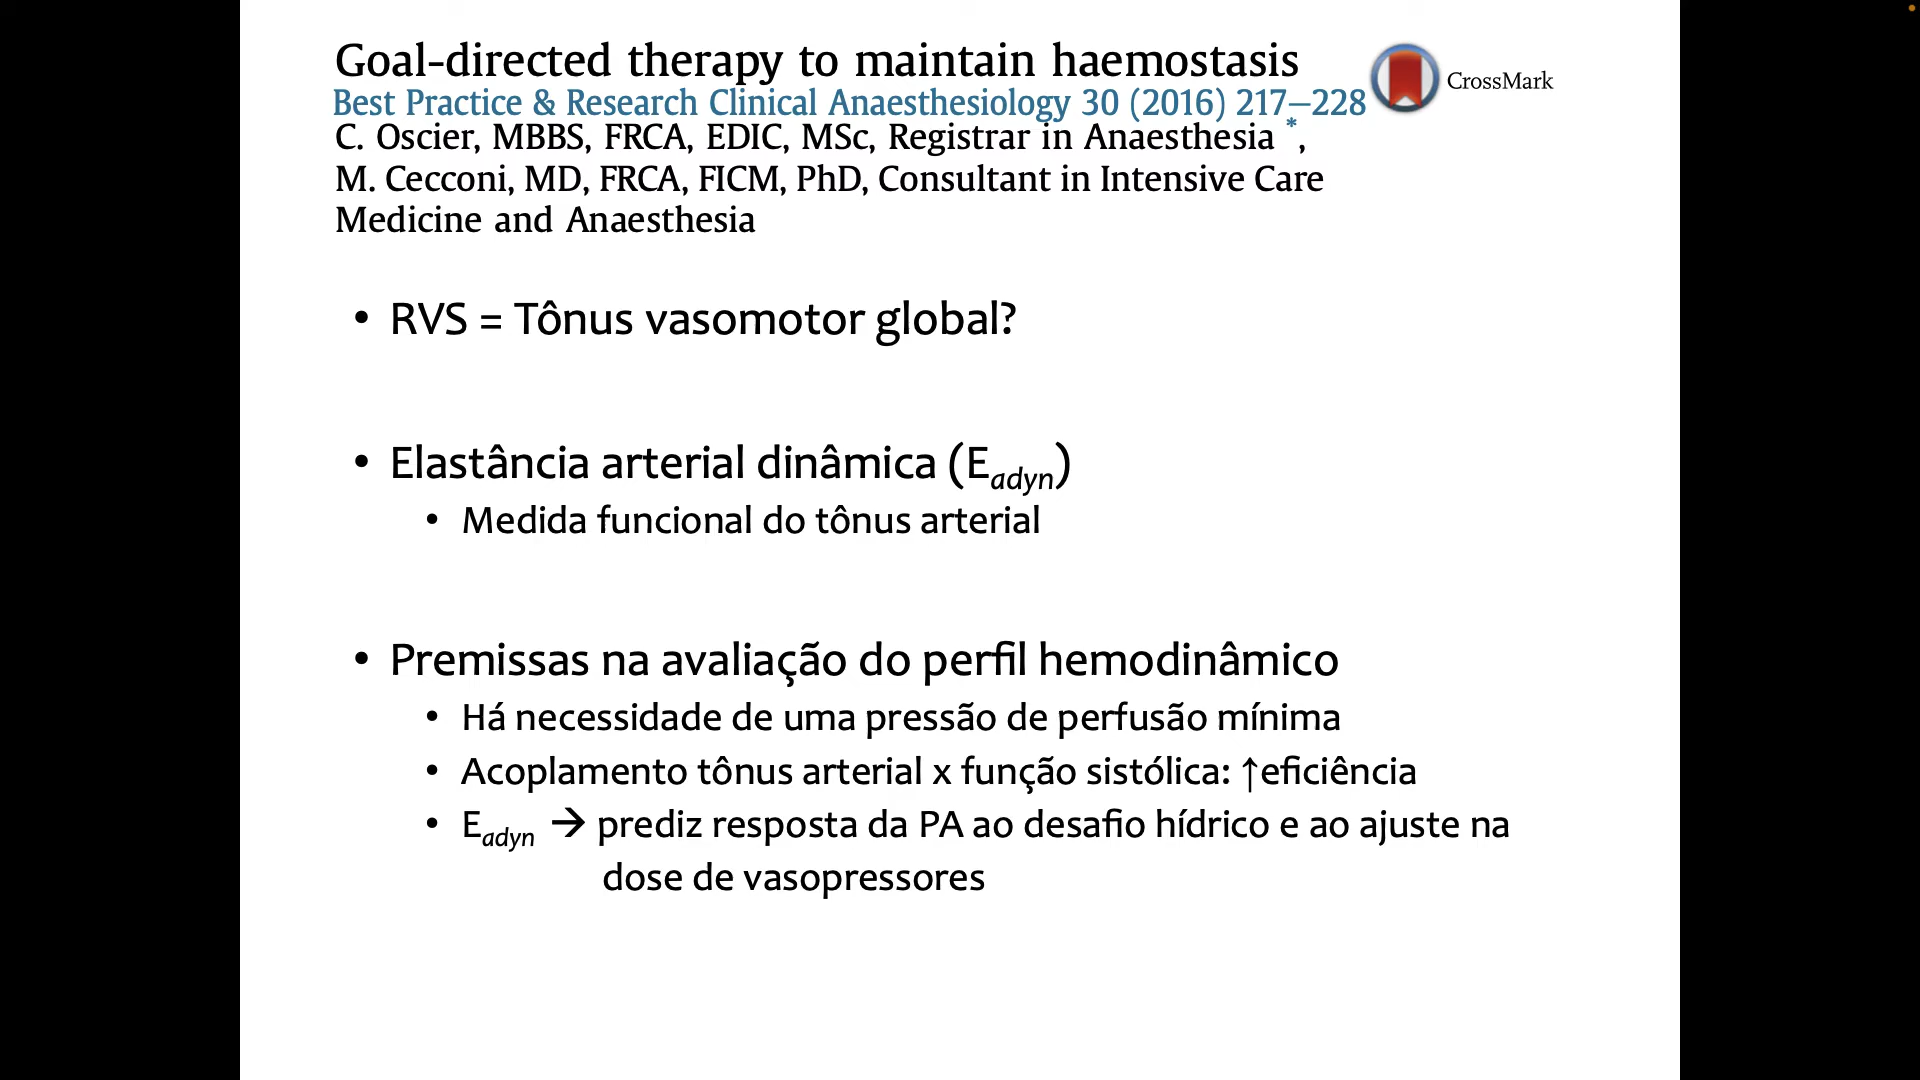 Goal-directed therapy to maintain haemostasis
CrossMark
Best Practice & Research Clinical Anaesthesiology 30 (2016) 217–228
C. Oscier, MBBS, FRCA, EDIC, MSc, Registrar in Anaesthesia *,
M. Cecconi, MD, FRCA, FICM, PhD, Consultant in Intensive Care
Medicine and Anaesthesia
• RVS = Tônus vasomotor global?
• Elastância arterial dinâmica (Eadyn)
• Medida funcional do tônus arterial
• Premissas na avaliação do perfil hemodinâmico
• Há necessidade de uma pressão de perfusão mínima
• Acoplamento tônus arterial x função sistólica: ↑eficiência
• Eadyn → prediz resposta da PA ao desafio hídrico e ao ajuste na
dose de vasopressores